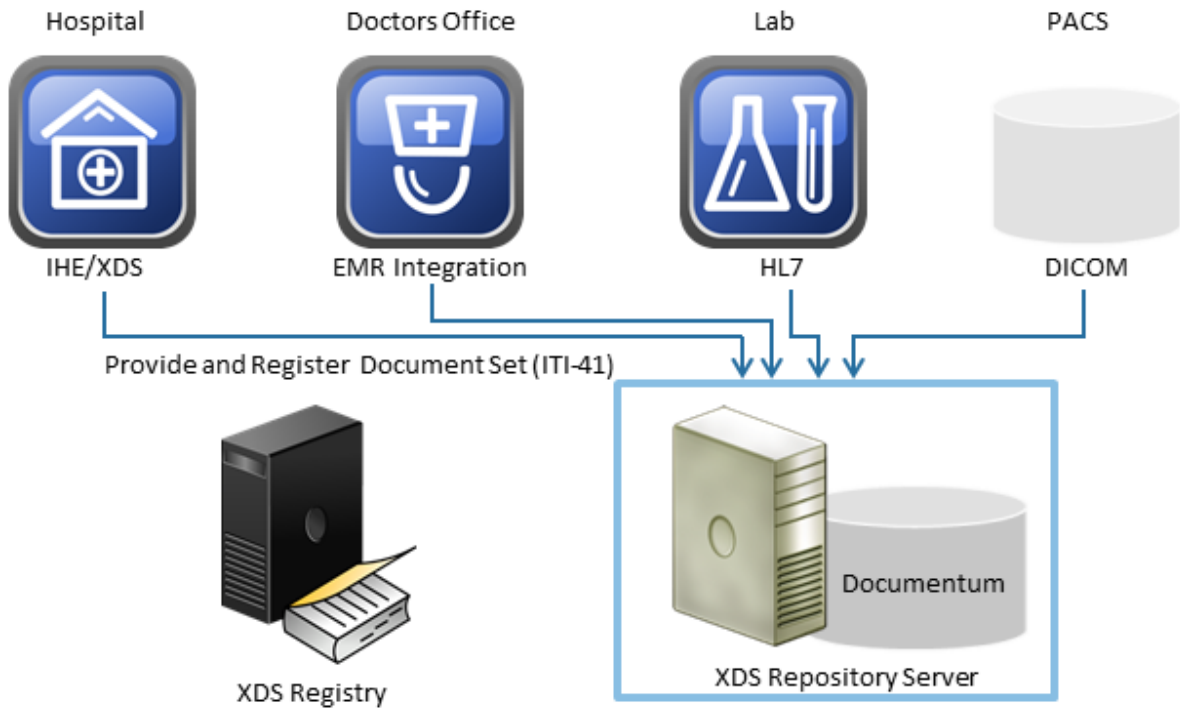 Hospital
Doctors Office
Lab
PACS
IHE/XDS
EMR Integration
HL7
DICOM
Provide and Register Document Set (ITI-41)
Documentum
XDS Registry
XDS Repository Server